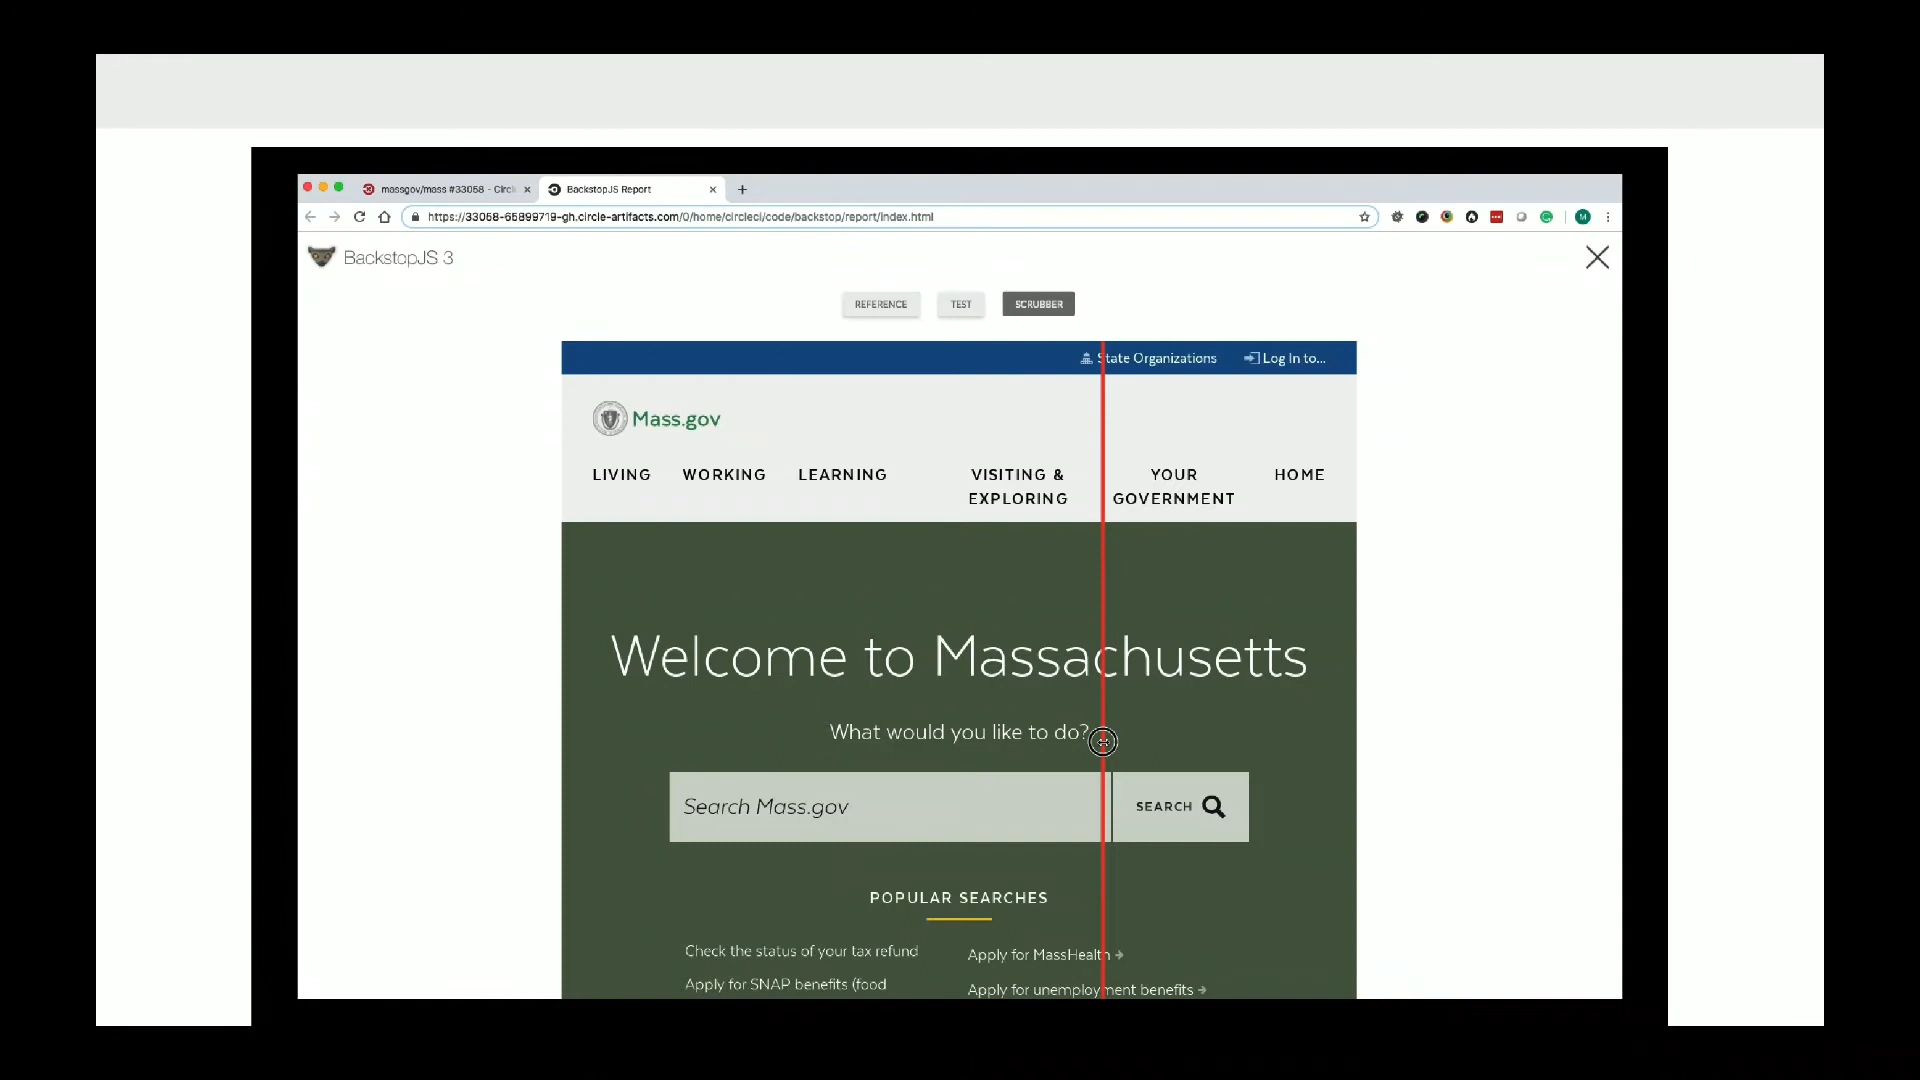 massgov/mass #33058 - Circl
BackstopJS Report
https://33058-65899719-gh.circle-artifacts.com/0/home/circleci/code/backstop/report/index.html
M
BackstopJS 3
REFERENCE
TEST
SCRUBBER
State Organizations
Log In to...
Mass.gov
LIVING
WORKING
LEARNING
VISITING &
EXPLORING
YOUR
GOVERNMENT
HOME
Welcome to Massachusetts
What would you like to do?
Search Mass.gov
SEARCH
POPULAR SEARCHES
Check the status of your tax refund
Apply for MassHealth
Apply for SNAP benefits (food
Apply for unemployment benefits